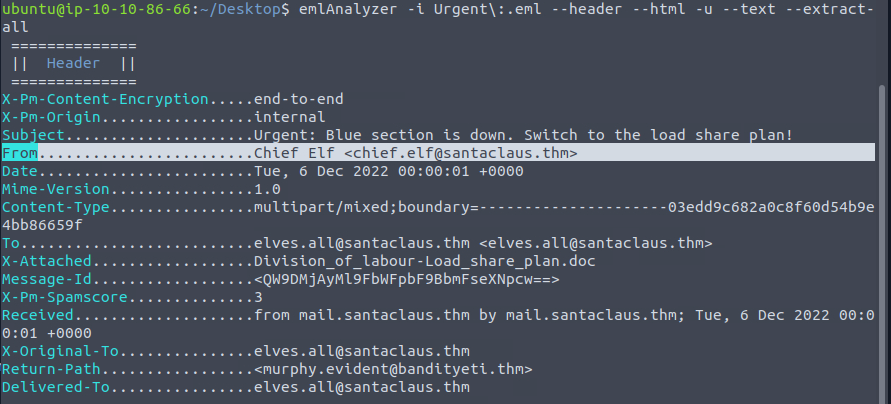 ubuntu@ip-10-10-86-66:~/Desktop$ emlAnalyzer -i Urgent\:.eml --header --html -u --text --extract-
all
==============
||  Header  ||
==============
X-Pm-Content-Encryption.....end-to-end
X-Pm-Origin.................internal
Subject.....................Urgent: Blue section is down. Switch to the load share plan!
From........................Chief Elf <chief.elf@santaclaus.thm>
Date........................Tue, 6 Dec 2022 00:00:01 +0000
Mime-Version................1.0
Content-Type................multipart/mixed;boundary=---------------------03edd9c682a0c8f60d54b9e
4bb86659f
To..........................elves.all@santaclaus.thm <elves.all@santaclaus.thm>
X-Attached..................Division_of_labour-Load_share_plan.doc
Message-Id..................<QW9DMjAyMl9FbWFpbF9BbmFseXNpcw==>
X-Pm-Spamscore..............3
Received....................from mail.santaclaus.thm by mail.santaclaus.thm; Tue, 6 Dec 2022 00:0
0:01 +0000
X-Original-To...............elves.all@santaclaus.thm
Return-Path.................<murphy.evident@bandityeti.thm>
Delivered-To................elves.all@santaclaus.thm